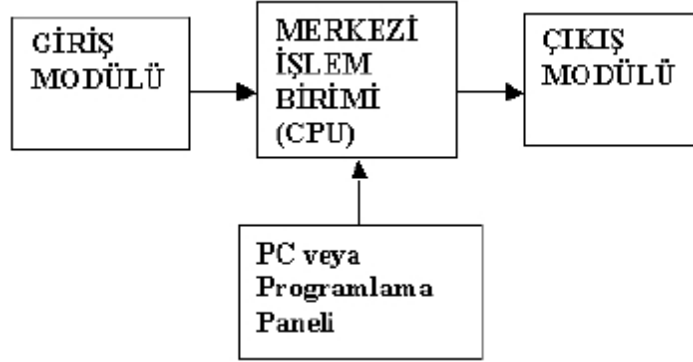 GİRİŞ
MODÜLÜ
MERKEZİ
İŞLEM
BİRİMİ
(CPU)
ÇIKIŞ
MODÜLÜ
PC veya
Programlama
Paneli